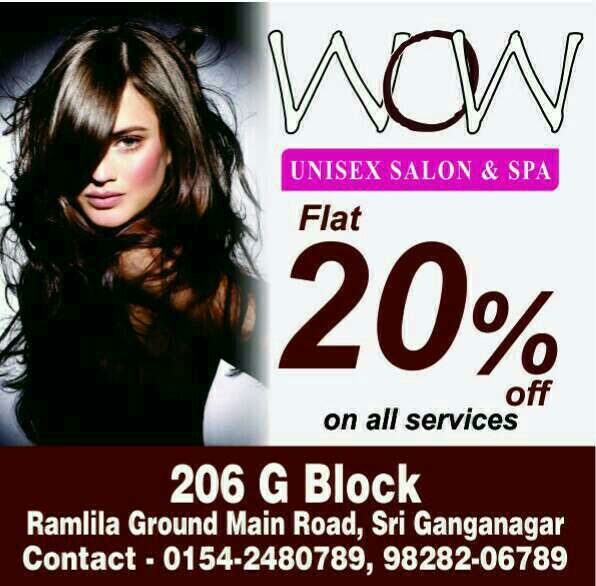 WOW
UNISEX SALON & SPA
Flat
20%
off
on all services
206 G Block
Ramlila Ground Main Road, Sri Ganganagar
Contact - 0154-2480789, 98282-06789